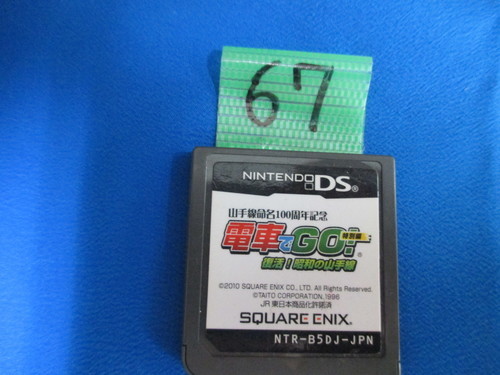 67
NINTENDO DS®
山手線命名100周年記念
電車でGO! 特別編
復活!昭和の山手線
©2010 SQUARE ENIX CO., LTD. All Rights Reserved.
©TAITO CORPORATION, 1996
JR東日本商品化許諾済
SQUARE ENIX®
NTR-B5DJ-JPN